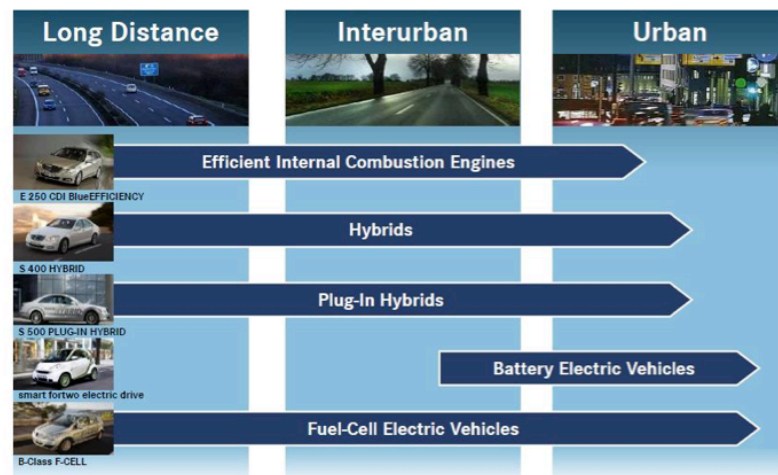 Long Distance
Interurban
Urban
Efficient Internal Combustion Engines
E 250 CDI BlueEFFICIENCY
Hybrids
S 400 HYBRID
Plug-In Hybrids
S 500 PLUG-IN HYBRID
Battery Electric Vehicles
smart fortwo electric drive
Fuel-Cell Electric Vehicles
B-Class F-CELL